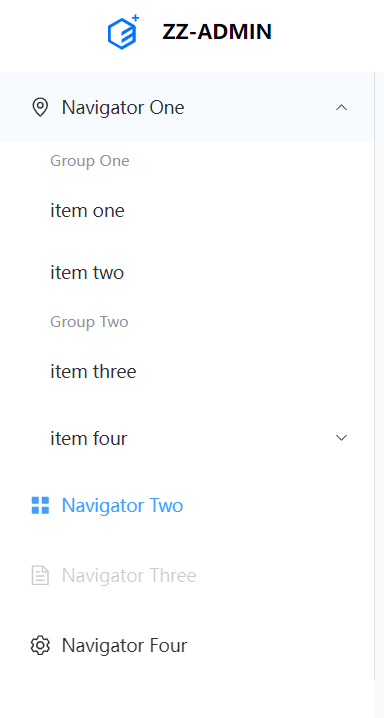 ZZ-ADMIN
Navigator One
Group One
item one
item two
Group Two
item three
item four
Navigator Two
Navigator Three
Navigator Four